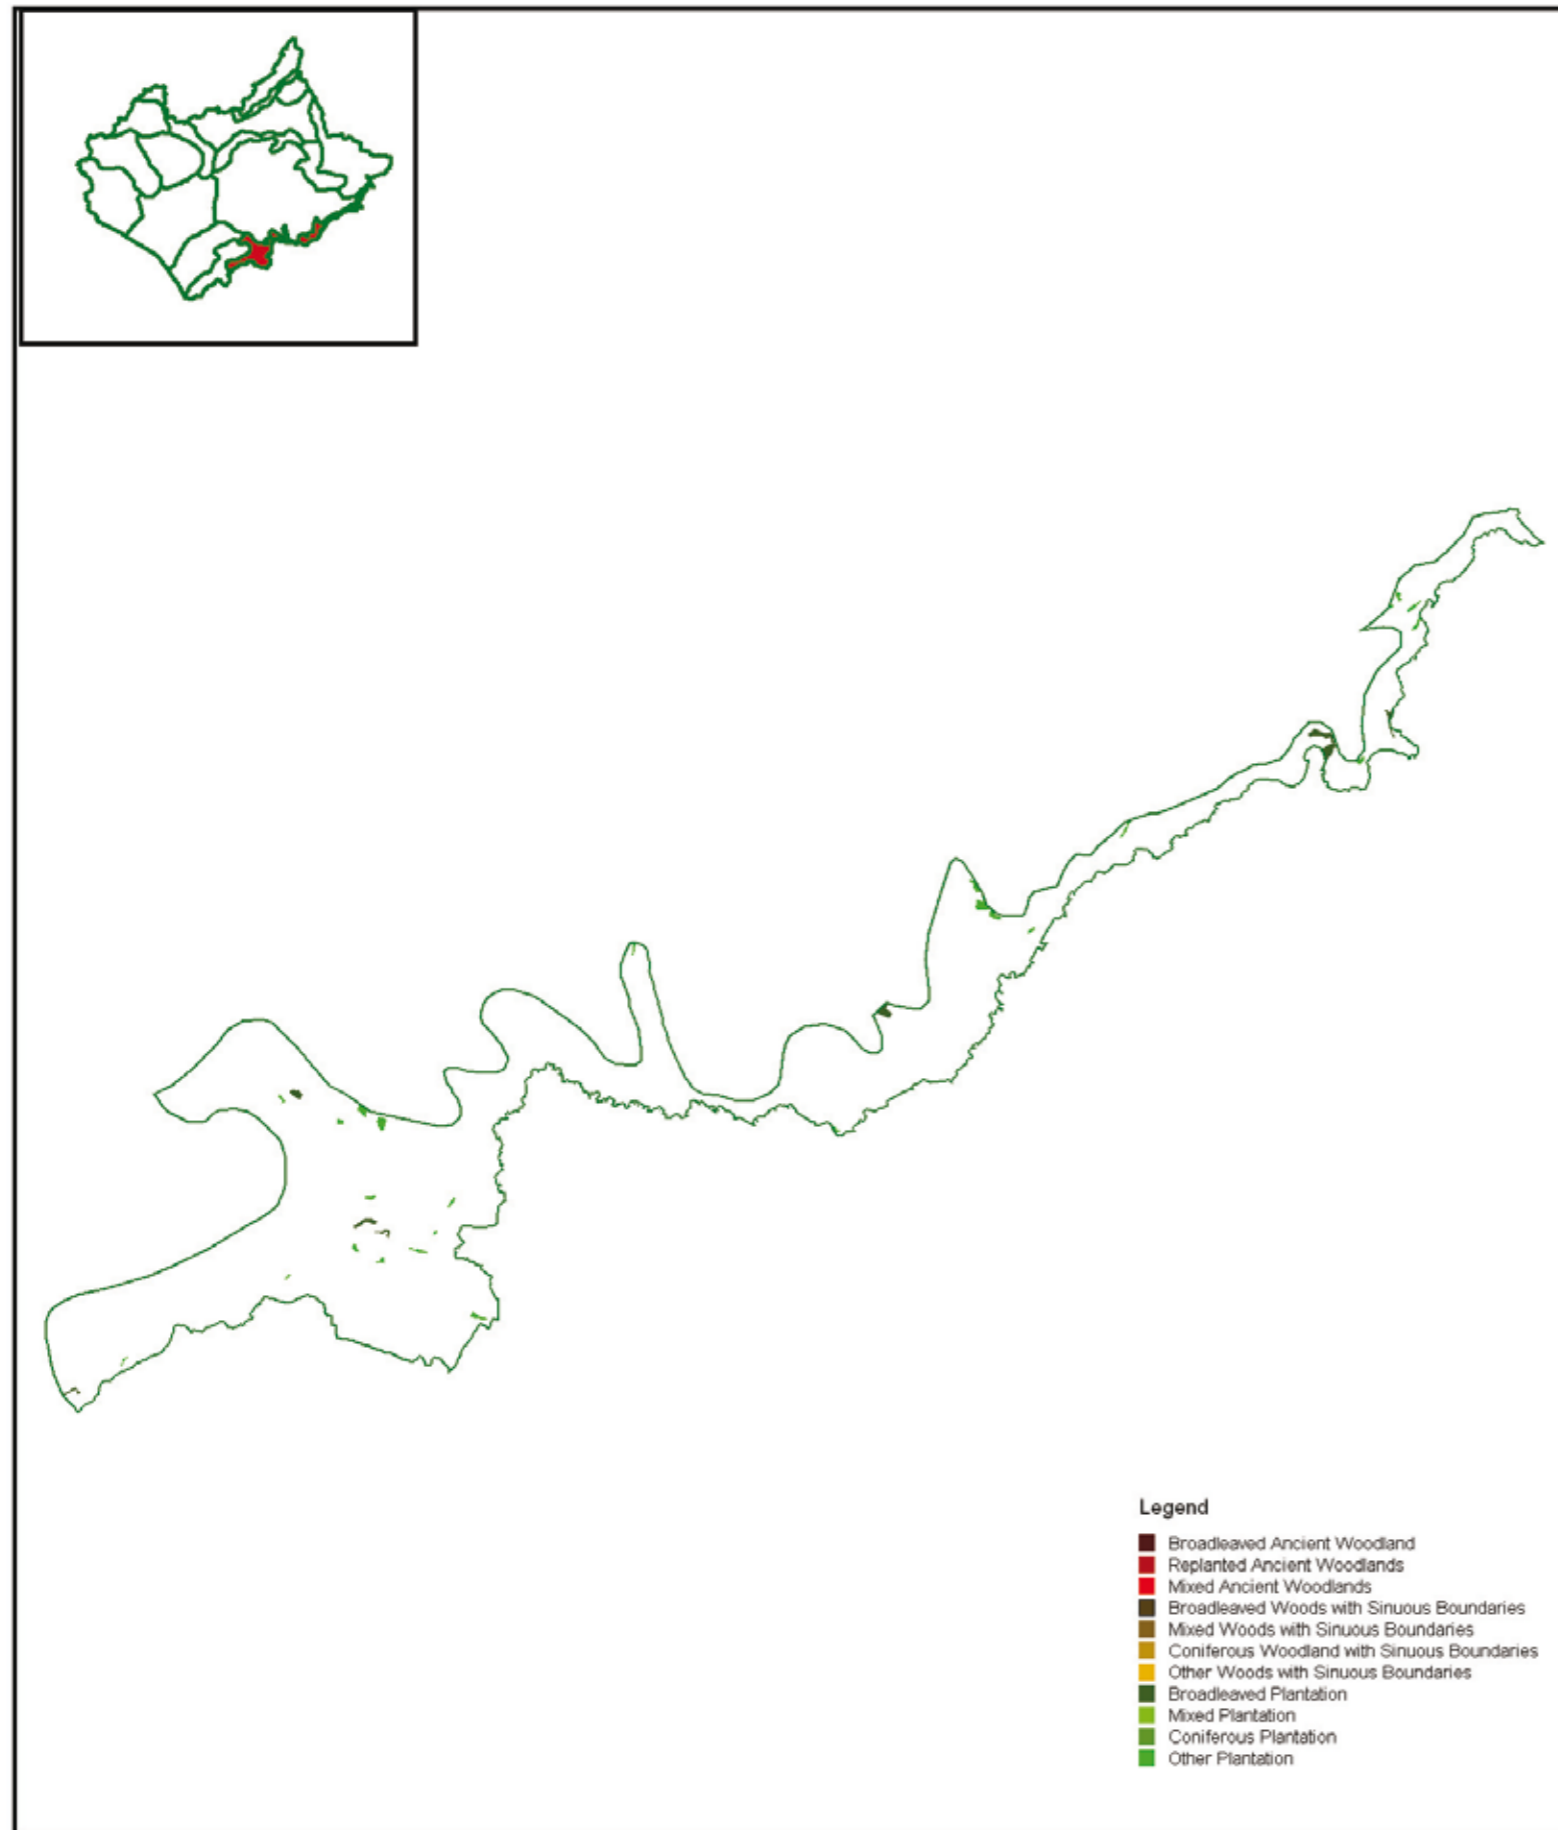 Legend
Broadleaved Ancient Woodland
Replanted Ancient Woodlands
Mixed Ancient Woodlands
Broadleaved Woods with Sinuous Boundaries
Mixed Woods with Sinuous Boundaries
Coniferous Woodland with Sinuous Boundaries
Other Woods with Sinuous Boundaries
Broadleaved Plantation
Mixed Plantation
Coniferous Plantation
Other Plantation